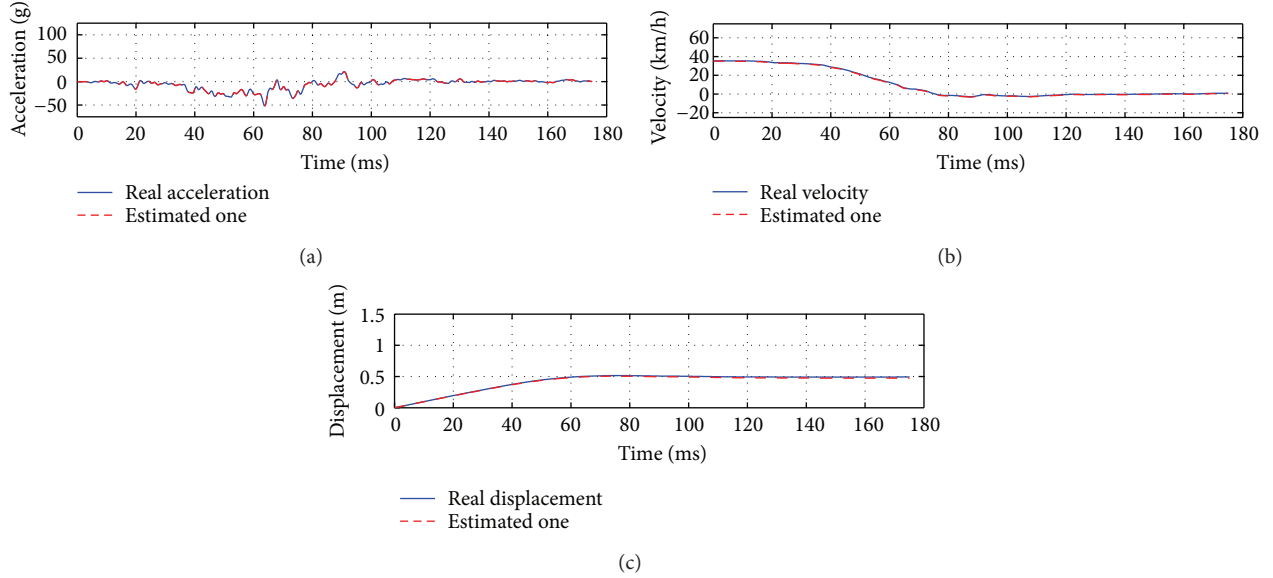 Acceleration (g)
100
50
0
−50
0 20 40 60 80 100 120 140 160 180
Time (ms)
Real acceleration
Estimated one
(a)
Velocity (km/h)
60
40
20
0
−20
0 20 40 60 80 100 120 140 160 180
Time (ms)
Real velocity
Estimated one
(b)
Displacement (m)
1.5
1
0.5
0
0 20 40 60 80 100 120 140 160 180
Time (ms)
Real displacement
Estimated one
(c)